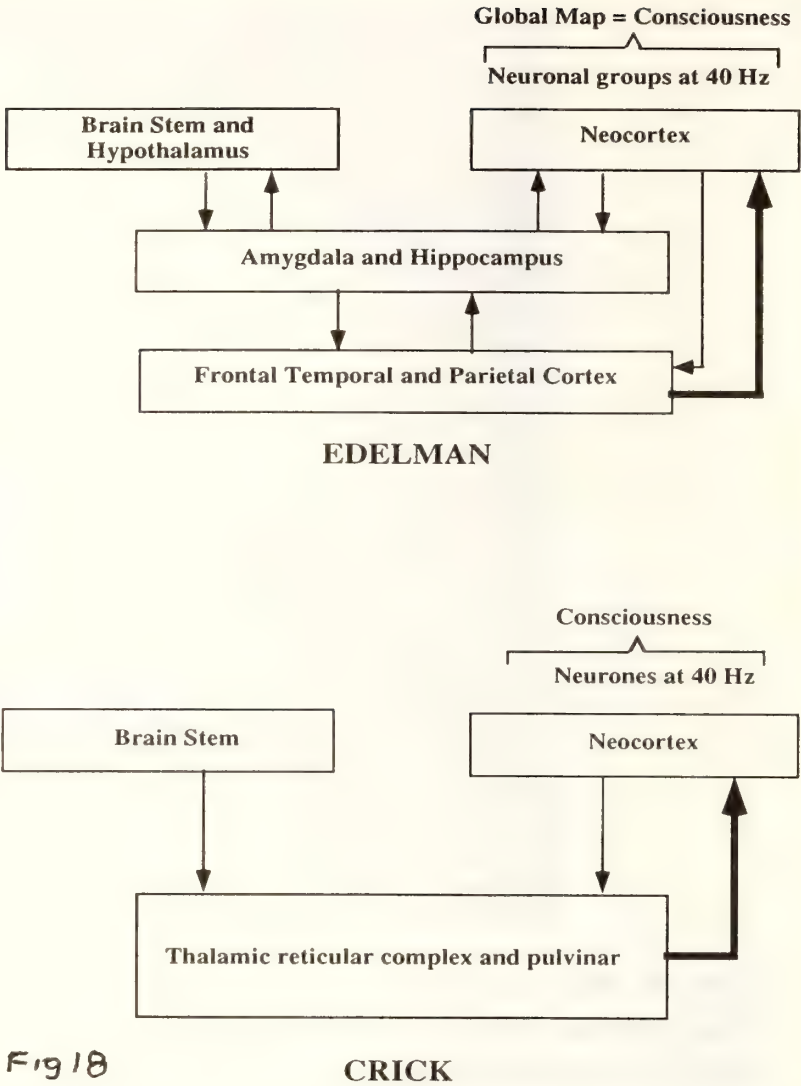 Global Map = Consciousness
Neuronal groups at 40 Hz
Brain Stem and
Hypothalamus
Neocortex
Amygdala and Hippocampus
Frontal Temporal and Parietal Cortex
EDELMAN
Consciousness
Neurones at 40 Hz
Brain Stem
Neocortex
Thalamic reticular complex and pulvinar
Fig 18
CRICK